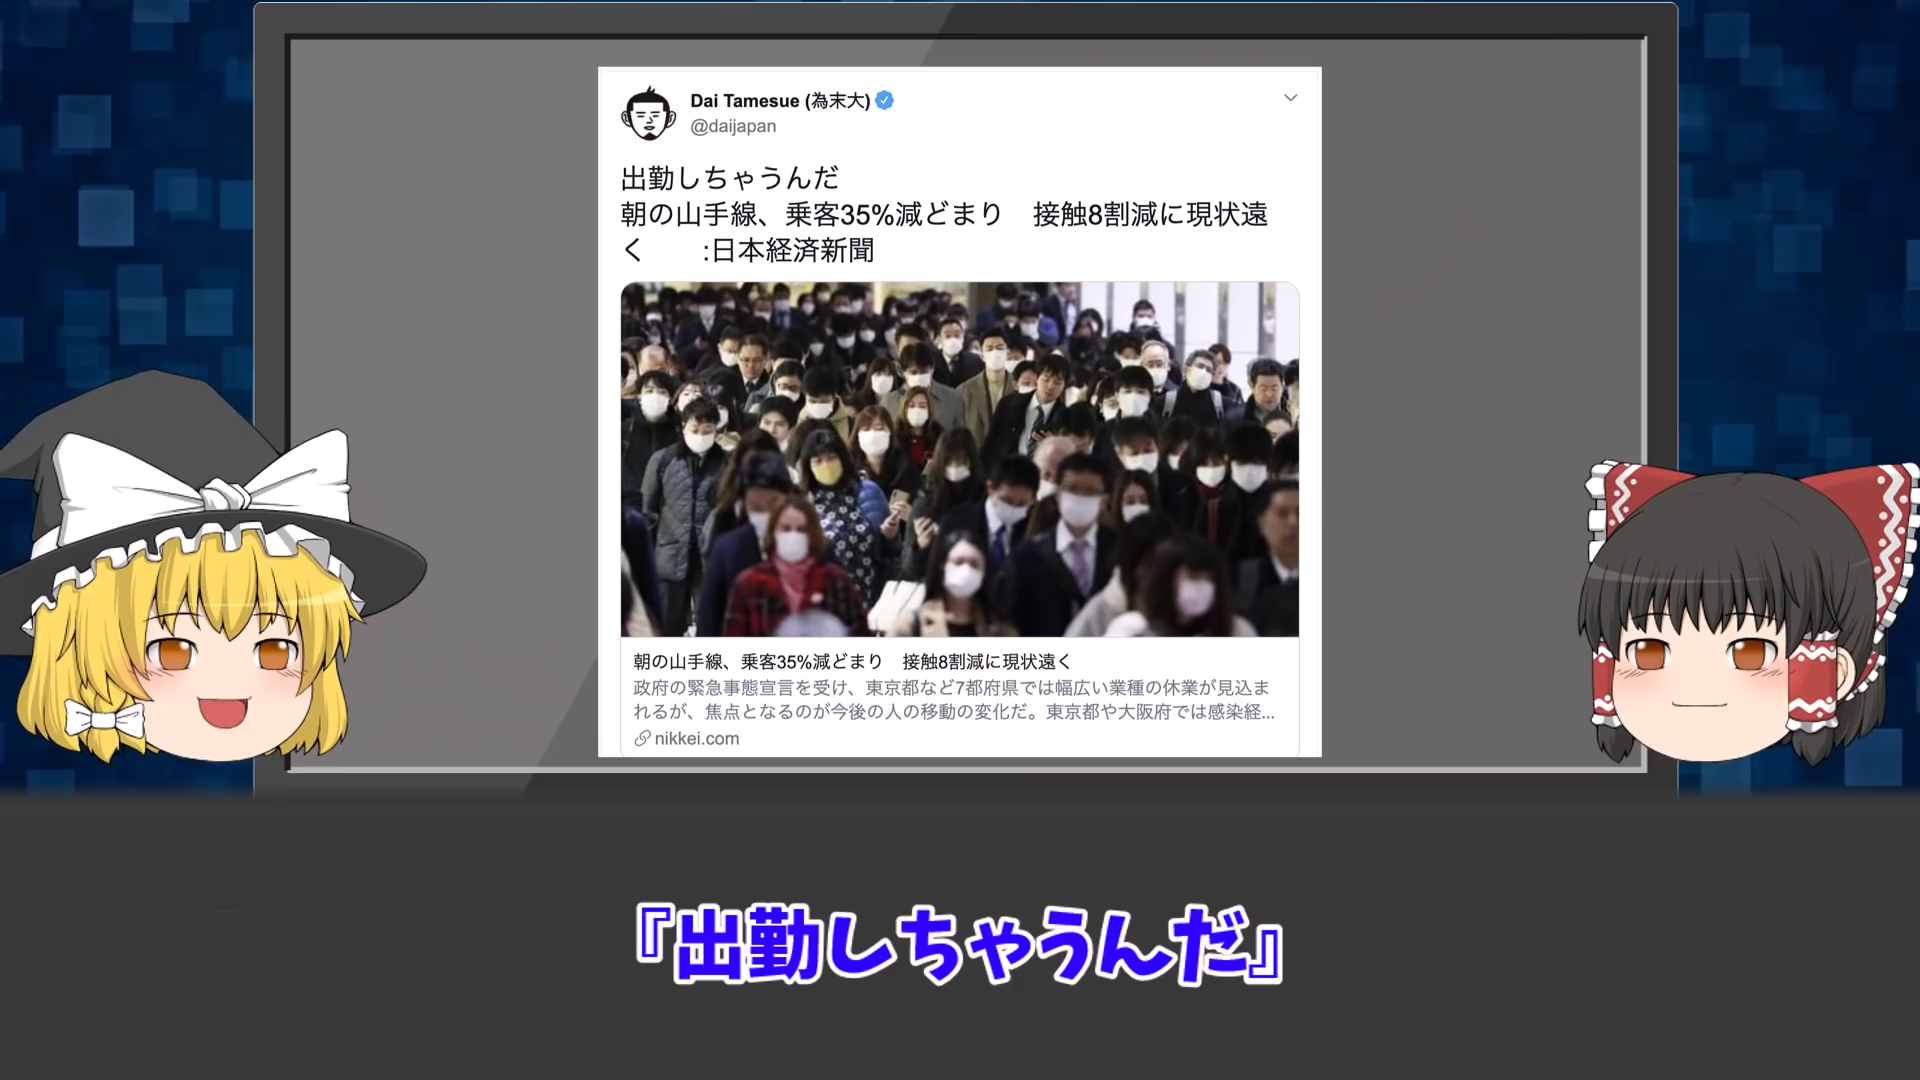 Dai Tamesue (為末大)
@daijapan
出勤しちゃうんだ
朝の山手線、乗客35%減どまり　接触8割減に現状遠
く　　:日本経済新聞
朝の山手線、乗客35%減どまり　接触8割減に現状遠く
政府の緊急事態宣言を受け、東京都など7都府県では幅広い業種の休業が見込ま
れるが、焦点となるのが今後の人の移動の変化だ。東京都や大阪府では感染経...
nikkei.com
『出勤しちゃうんだ』